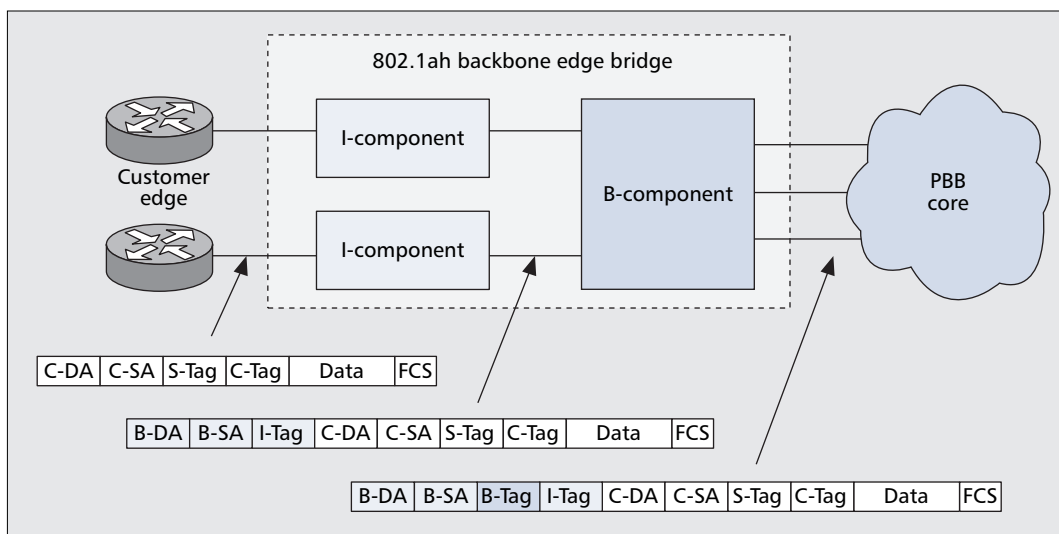 802.1ah backbone edge bridge
I-component
Customer
edge
I-component
B-component
PBB
core
C-DA C-SA S-Tag C-Tag Data FCS
B-DA B-SA I-Tag C-DA C-SA S-Tag C-Tag Data FCS
B-DA B-SA B-Tag I-Tag C-DA C-SA S-Tag C-Tag Data FCS